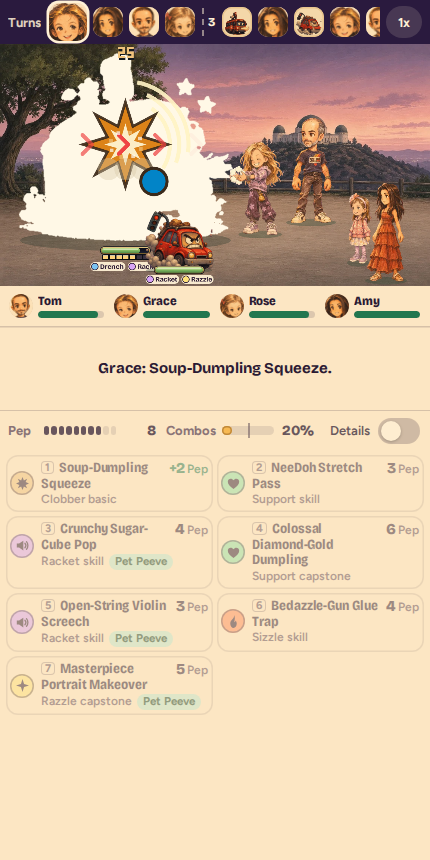 Turns
3
1x
25
Drench
Rack
Racket
Razzle
Tom
Grace
Rose
Amy
Grace: Soup-Dumpling Squeeze.
Pep
8
Combos
20%
Details
1 Soup-Dumpling +2 Pep
Squeeze
Clobber basic
2 NeeDoh Stretch 3 Pep
Pass
Support skill
3 Crunchy Sugar- 4 Pep
Cube Pop
Racket skill Pet Peeve
4 Colossal 6 Pep
Diamond-Gold
Dumpling
Support capstone
5 Open-String Violin 3 Pep
Screech
Racket skill Pet Peeve
6 Bedazzle-Gun Glue 4 Pep
Trap
Sizzle skill
7 Masterpiece 5 Pep
Portrait Makeover
Razzle capstone Pet Peeve